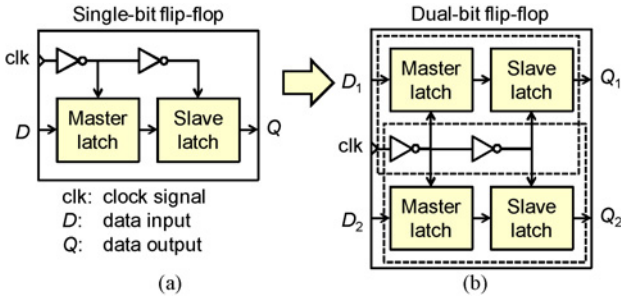 Single-bit flip-flop
clk
Master
latch
Slave
latch
D
Q
clk: clock signal
D: data input
Q: data output
(a)
Dual-bit flip-flop
D1
Master
latch
Slave
latch
Q1
clk
D2
Master
latch
Slave
latch
Q2
(b)